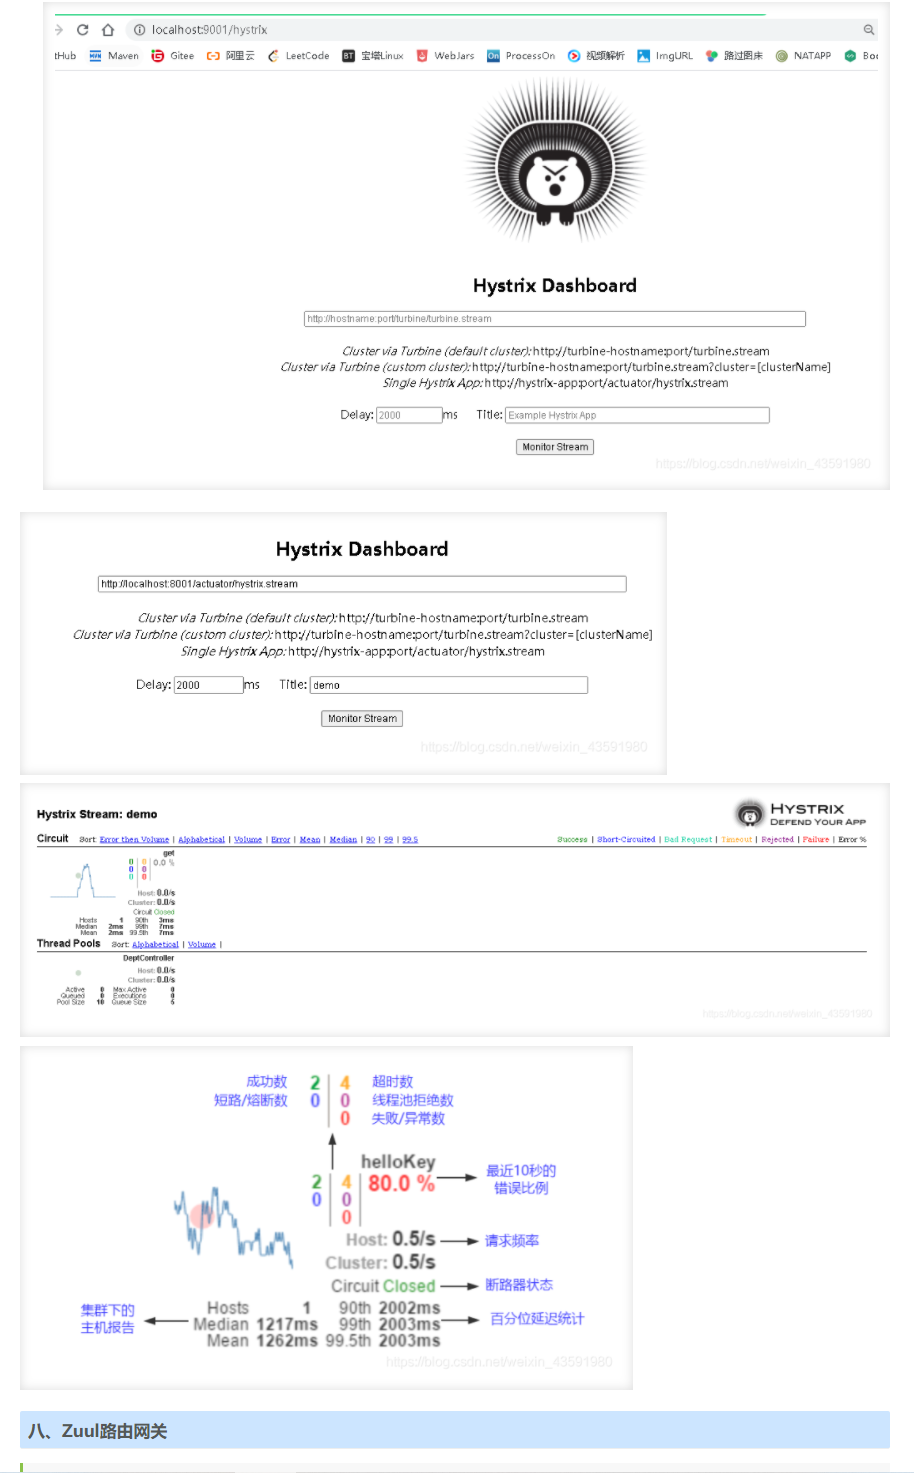 localhost:9001/hystrix
tHub Maven Gitee 阿里云 LeetCode 宝塔Linux WebJars ProcessOn 视频解析 ImgURL 路过图床 NATAPP Boo
Hystrix Dashboard
http://hostname:port/turbine/turbine.stream
Cluster via Turbine (default cluster): http://turbine-hostname:port/turbine.stream
Cluster via Turbine (custom cluster): http://turbine-hostname:port/turbine.stream?cluster=[clusterName]
Single Hystrix App: http://hystrix-app:port/actuator/hystrix.stream
Delay: 2000 ms Title: Example Hystrix App
Monitor Stream
https://blog.csdn.net/weixin_43591980
Hystrix Dashboard
http://localhost:8001/actuator/hystrix.stream
Cluster via Turbine (default cluster): http://turbine-hostname:port/turbine.stream
Cluster via Turbine (custom cluster): http://turbine-hostname:port/turbine.stream?cluster=[clusterName]
Single Hystrix App: http://hystrix-app:port/actuator/hystrix.stream
Delay: 2000 ms Title: demo
Monitor Stream
https://blog.csdn.net/weixin_43591980
Hystrix Stream: demo
HYSTRIX
DEFEND YOUR APP
Circuit Sort: Error then Volume | Alphabetical | Volume | Error | Mean | Median | 90 | 99 | 99.5
Success | Short-Circuited | Bad Request | Timeout | Rejected | Failure | Error %
get
0 0 0.0 %
0 0
0 0
Host: 0.0/s
Cluster: 0.0/s
Circuit Closed
Hosts 1 90th 3ms
Median 2ms 99th 7ms
Mean 2ms 99.5th 7ms
Thread Pools Sort: Alphabetical | Volume |
DeptController
Host: 0.0/s
Cluster: 0.0/s
Active 0 Max Active 0
Queued 0 Executions 0
Pool Size 10 Queue Size 5
https://blog.csdn.net/weixin_43591980
成功数 2 4 超时数
短路/熔断数 0 0 线程池拒绝数
0 失败/异常数
helloKey
2 4 80.0 %
0 0
0
最近10秒的
错误比例
Host: 0.5/s 请求频率
Cluster: 0.5/s
Circuit Closed 断路器状态
集群下的
主机报告
Hosts 1 90th 2002ms
Median 1217ms 99th 2003ms 百分位延迟统计
Mean 1262ms 99.5th 2003ms
https://blog.csdn.net/weixin_43591980
八、Zuul路由网关